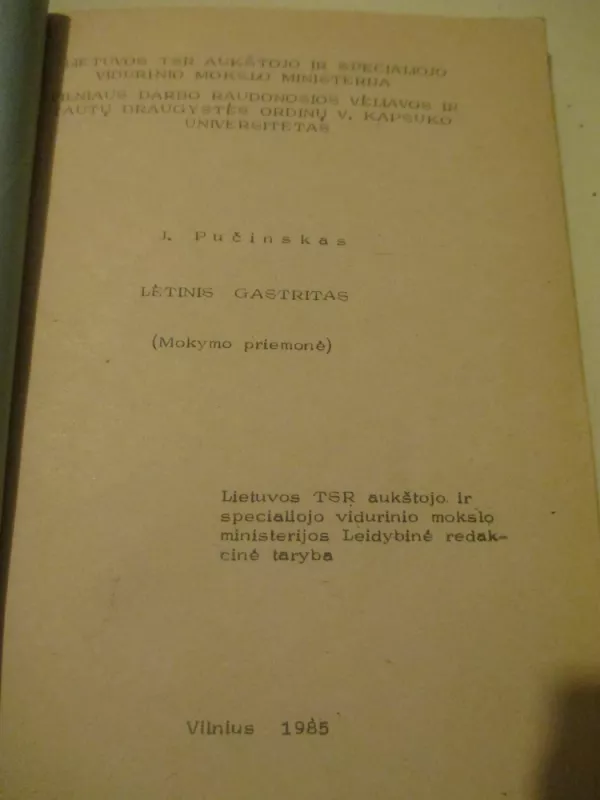 LIETUVOS TSR AUKŠTOJO IR SPECIALIOJO
VIDURINIO MOKSLO MINISTERIJA
VILNIAUS DARBO RAUDONOSIOS VĖLIAVOS IR
TAUTŲ DRAUGYSTĖS ORDINŲ V. KAPSUKO
UNIVERSITETAS
J. Pučinskas
LĖTINIS GASTRITAS
(Mokymo priemonė)
Lietuvos TSR aukštojo ir
specialiojo vidurinio mokslo
ministerijos Leidybinė redak-
cinė taryba
Vilnius 1985